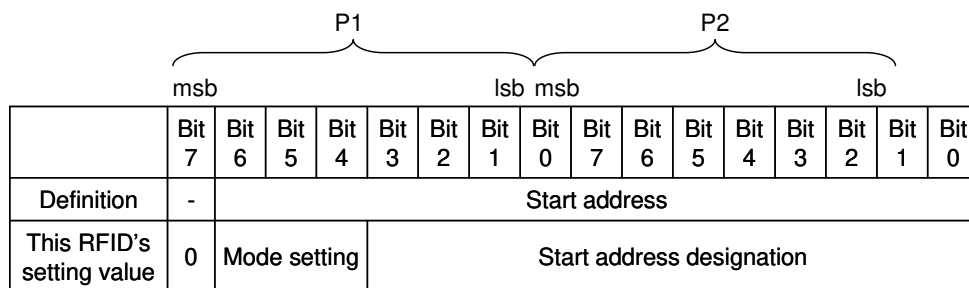 P1 P2
msb lsb msb lsb
Bit 7 Bit 6 Bit 5 Bit 4 Bit 3 Bit 2 Bit 1 Bit 0 Bit 7 Bit 6 Bit 5 Bit 4 Bit 3 Bit 2 Bit 1 Bit 0
Definition - Start address
This RFID's setting value 0 Mode setting Start address designation